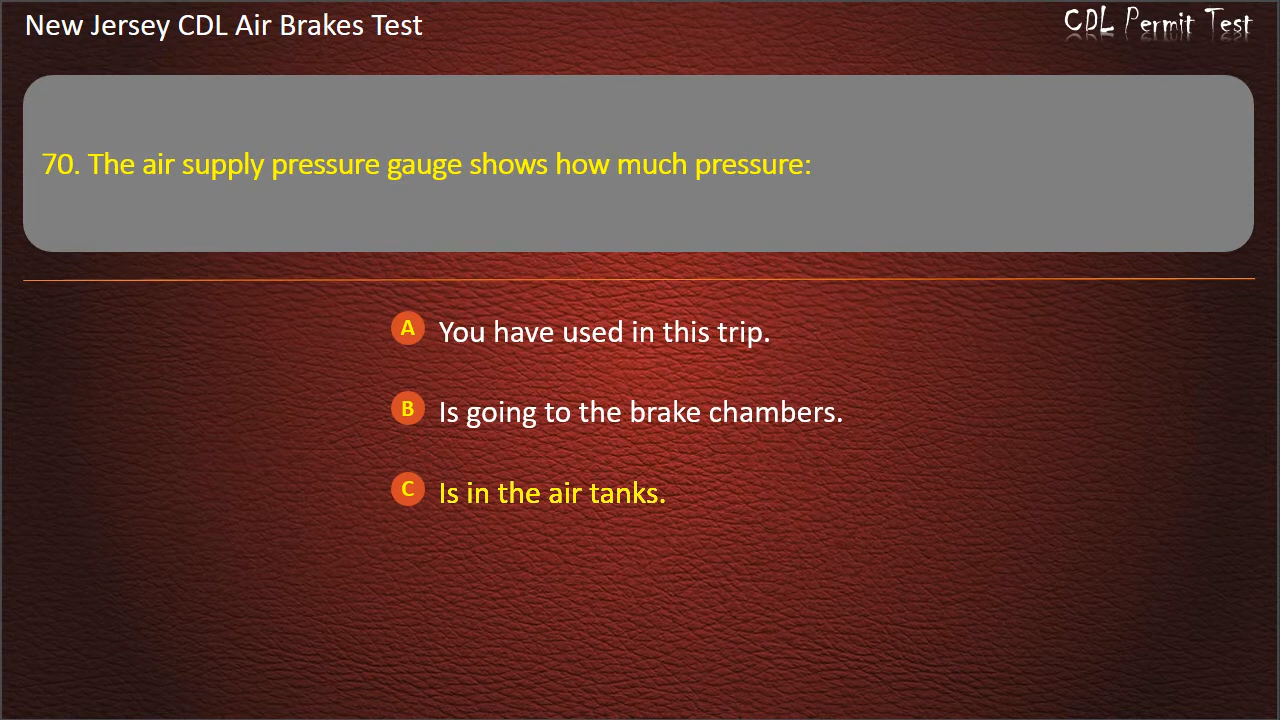 New Jersey CDL Air Brakes Test
CDL Permit Test
70. The air supply pressure gauge shows how much pressure:
A You have used in this trip.
B Is going to the brake chambers.
C Is in the air tanks.